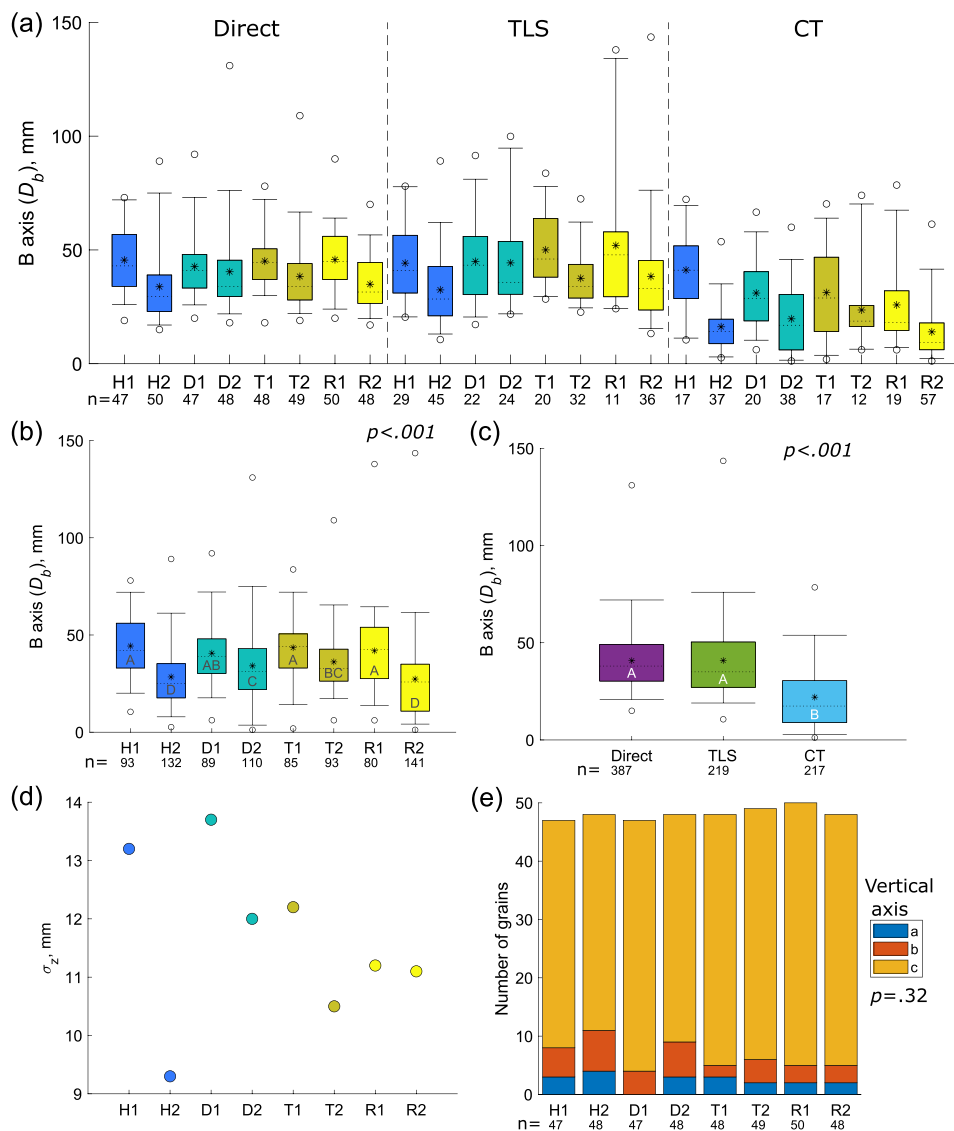 (a)
Direct TLS CT
150
100
50
0
B axis (D_b), mm
H1 H2 D1 D2 T1 T2 R1 R2 H1 H2 D1 D2 T1 T2 R1 R2 H1 H2 D1 D2 T1 T2 R1 R2
n= 47 50 47 48 48 49 50 48 29 45 22 24 20 32 11 36 17 37 20 38 17 12 19 57
(b)
p<.001
150
100
50
0
B axis (D_b), mm
A D AB C A BC A D
H1 H2 D1 D2 T1 T2 R1 R2
n= 93 132 89 110 85 93 80 141
(c)
p<.001
150
100
50
0
B axis (D_b), mm
A A B
Direct TLS CT
n= 387 219 217
(d)
14
13
12
11
10
9
σ_z, mm
H1 H2 D1 D2 T1 T2 R1 R2
(e)
50
40
30
20
10
0
Number of grains
H1 H2 D1 D2 T1 T2 R1 R2
n= 47 48 47 48 48 49 50 48
Vertical
axis
a
b
c
p=.32